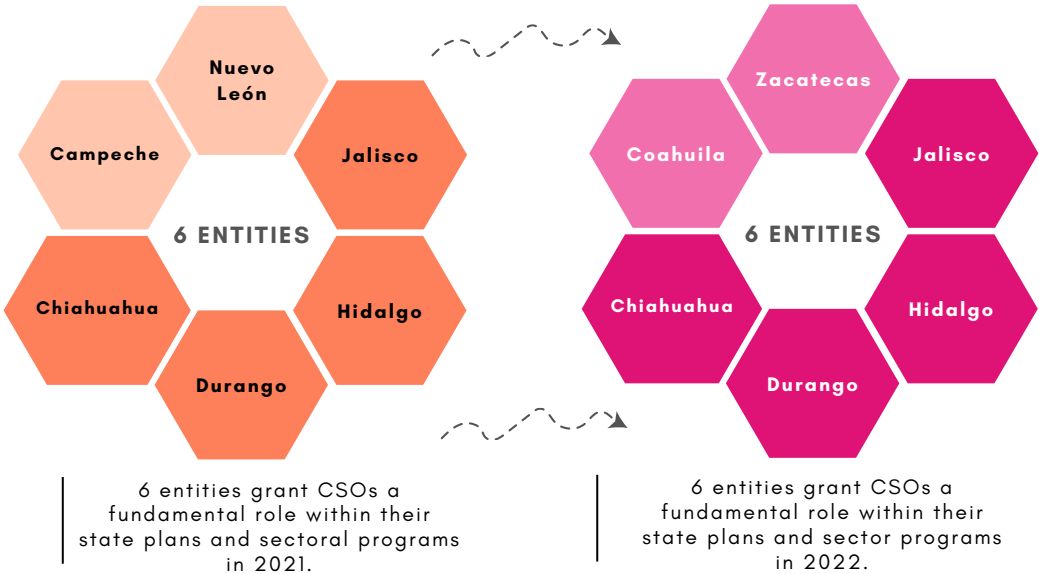 Nuevo
León
Campeche
Jalisco
6 ENTITIES
Chiahuahua
Hidalgo
Durango
6 entities grant CSOs a
fundamental role within their
state plans and sectoral programs
in 2021.
Zacatecas
Coahuila
Jalisco
6 ENTITIES
Chiahuahua
Hidalgo
Durango
6 entities grant CSOs a
fundamental role within their
state plans and sector programs
in 2022.